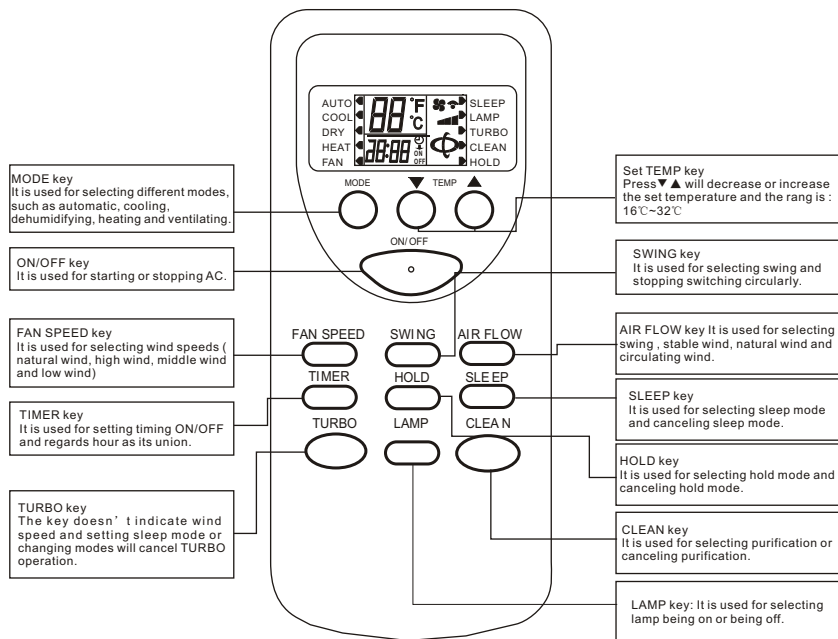 AUTO
COOL
DRY
HEAT
FAN
88 °F
°C
28:88 ON
OFF
SLEEP
LAMP
TURBO
CLEAN
HOLD
MODE ▼ TEMP ▲
ON/OFF
FAN SPEED SWING AIR FLOW
TIMER HOLD SLEEP
TURBO LAMP CLEAN
MODE key
It is used for selecting different modes,
such as automatic, cooling,
dehumidifying, heating and ventilating.
ON/OFF key
It is used for starting or stopping AC.
FAN SPEED key
It is used for selecting wind speeds (
natural wind, high wind, middle wind
and low wind)
TIMER key
It is used for setting timing ON/OFF
and regards hour as its union.
TURBO key
The key doesn't indicate wind
speed and setting sleep mode or
changing modes will cancel TURBO
operation.
Set TEMP key
Press▼ ▲ will decrease or increase
the set temperature and the rang is :
16℃~32℃
SWING key
It is used for selecting swing and
stopping switching circularly.
AIR FLOW key It is used for selecting
swing , stable wind, natural wind and
circulating wind.
SLEEP key
It is used for selecting sleep mode
and canceling sleep mode.
HOLD key
It is used for selecting hold mode and
canceling hold mode.
CLEAN key
It is used for selecting purification or
canceling purification.
LAMP key: It is used for selecting
lamp being on or being off.